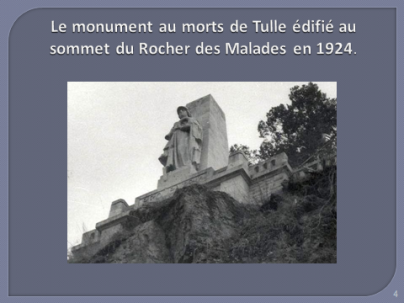 Le monument au morts de Tulle édifié au
sommet du Rocher des Malades en 1924.
4